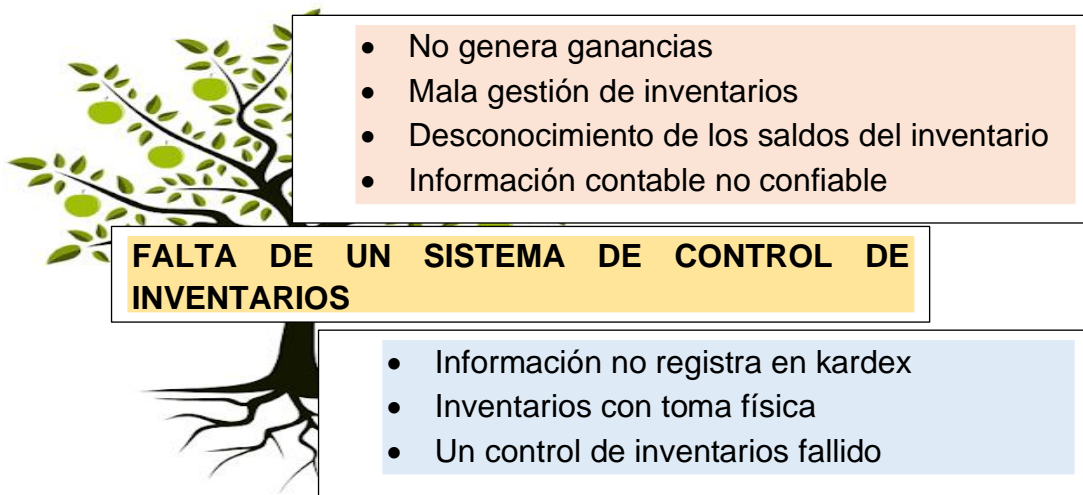 • No genera ganancias
• Mala gestión de inventarios
• Desconocimiento de los saldos del inventario
• Información contable no confiable
FALTA DE UN SISTEMA DE CONTROL DE
INVENTARIOS
• Información no registra en kardex
• Inventarios con toma física
• Un control de inventarios fallido